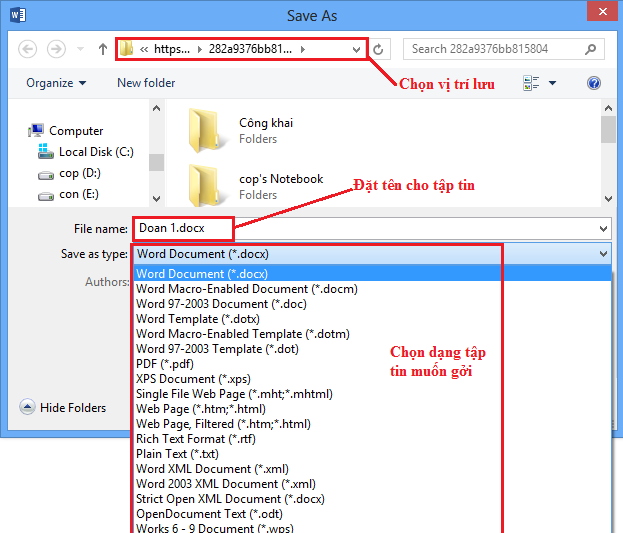 Save As
https... 282a9376bb81...
Search 282a9376bb815804
Chọn vị trí lưu
Organize
New folder
Computer
Local Disk (C:)
cop (D:)
con (E:)
Công khai
Folders
cop's Notebook
Folders
Đặt tên cho tập tin
File name: Doan 1.docx
Save as type: Word Document (*.docx)
Authors:
Word Document (*.docx)
Word Macro-Enabled Document (*.docm)
Word 97-2003 Document (*.doc)
Word Template (*.dotx)
Word Macro-Enabled Template (*.dotm)
Word 97-2003 Template (*.dot)
PDF (*.pdf)
XPS Document (*.xps)
Single File Web Page (*.mht;*.mhtml)
Web Page (*.htm;*.html)
Web Page, Filtered (*.htm;*.html)
Rich Text Format (*.rtf)
Plain Text (*.txt)
Word XML Document (*.xml)
Word 2003 XML Document (*.xml)
Strict Open XML Document (*.docx)
OpenDocument Text (*.odt)
Works 6 - 9 Document (*.wps)
Chọn dạng tập
tin muốn gởi
Hide Folders